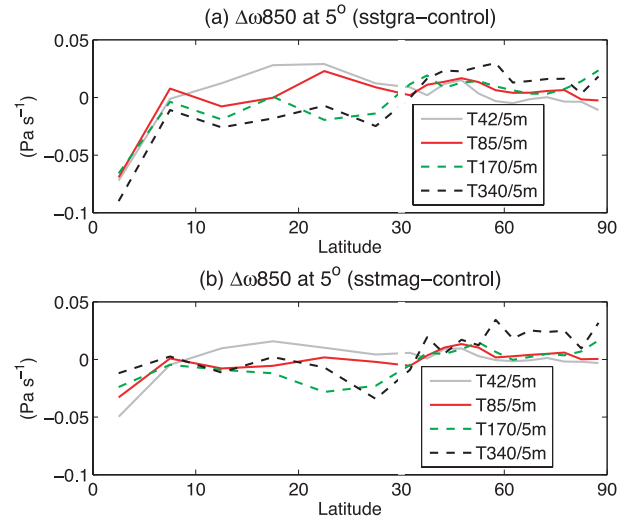 (a) Δω850 at 5° (sstgra−control)
0.05
0
−0.05
−0.1
(Pa s⁻¹)
T42/5m
T85/5m
T170/5m
T340/5m
0 10 20 30 60 90
Latitude
(b) Δω850 at 5° (sstmag−control)
0.05
0
−0.05
−0.1
(Pa s⁻¹)
T42/5m
T85/5m
T170/5m
T340/5m
0 10 20 30 60 90
Latitude